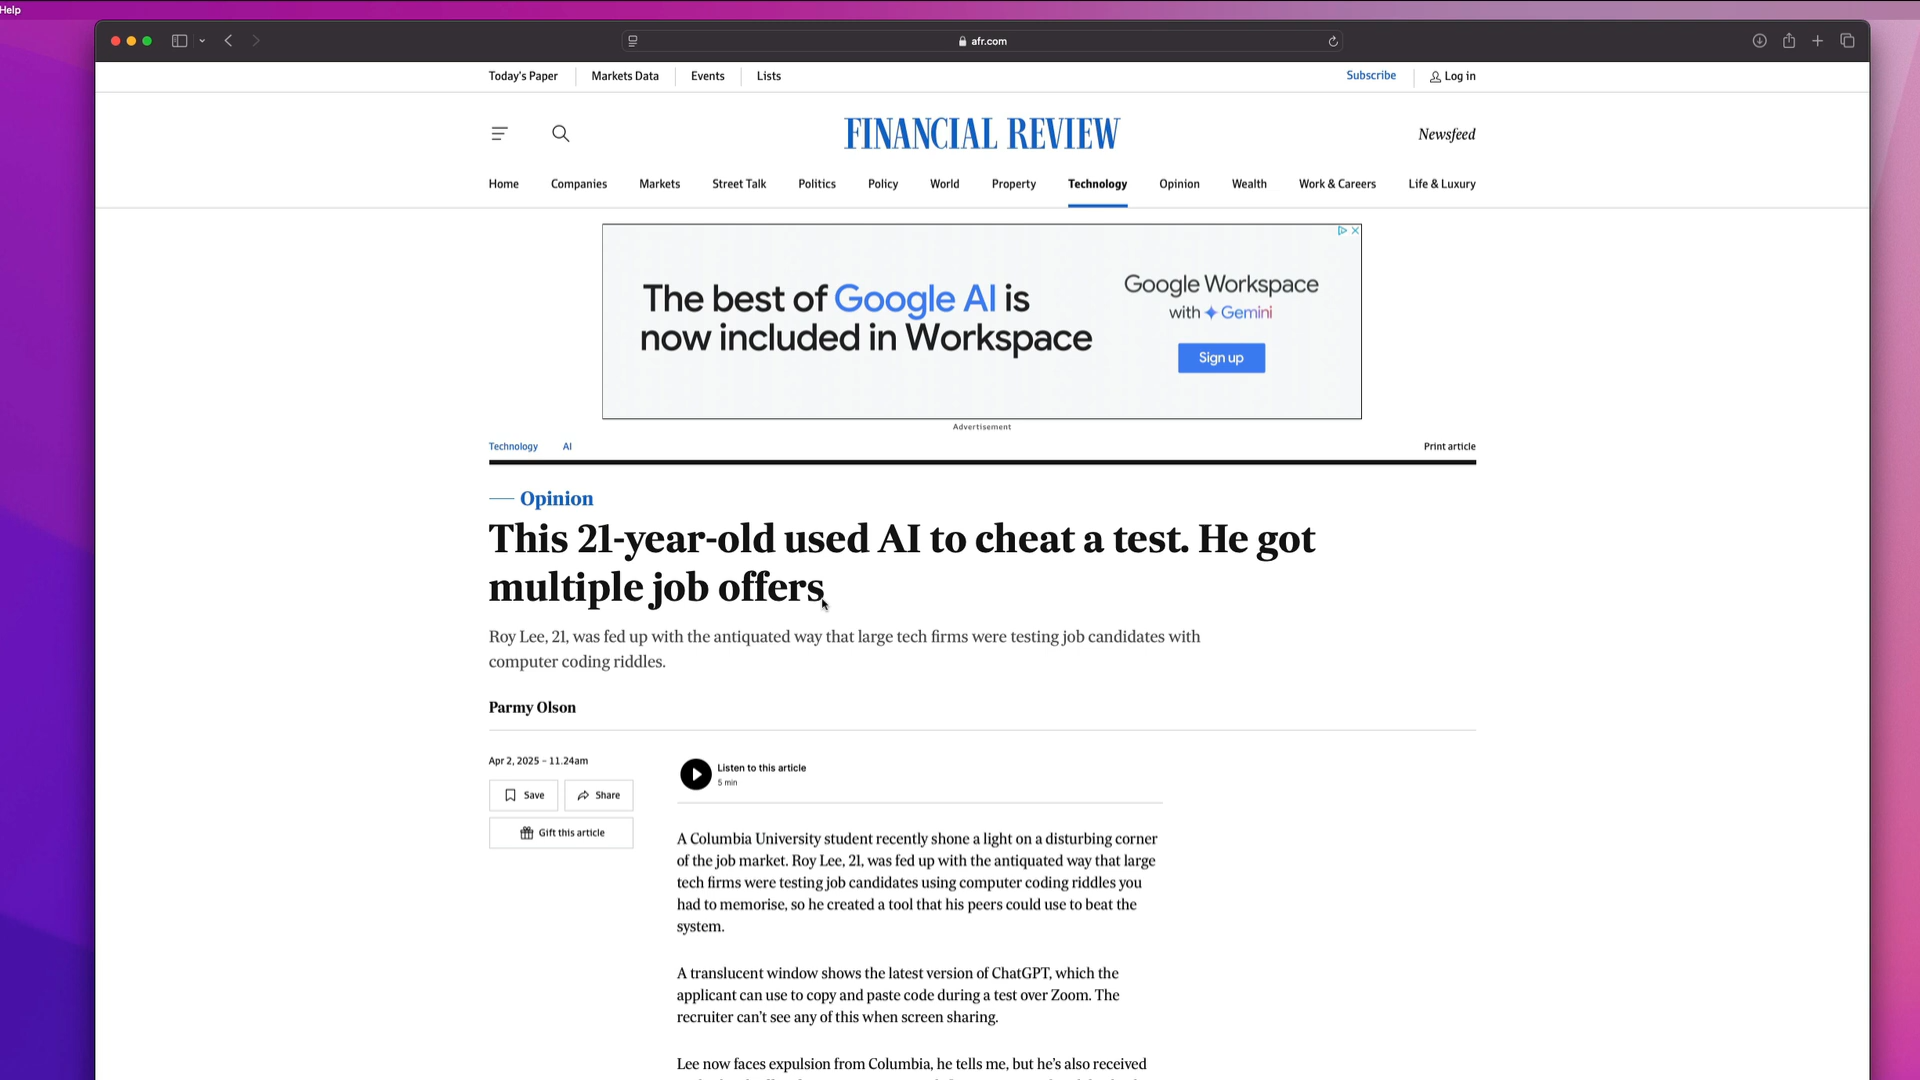 Help
afr.com
Today's Paper
Markets Data
Events
Lists
Subscribe
Log in
FINANCIAL REVIEW
Newsfeed
Home
Companies
Markets
Street Talk
Politics
Policy
World
Property
Technology
Opinion
Wealth
Work & Careers
Life & Luxury
The best of Google AI is
now included in Workspace
Google Workspace
with Gemini
Sign up
Advertisement
Technology
AI
Print article
Opinion
This 21-year-old used AI to cheat a test. He got
multiple job offers
Roy Lee, 21, was fed up with the antiquated way that large tech firms were testing job candidates with
computer coding riddles.
Parmy Olson
Apr 2, 2025 – 11.24am
Save
Share
Gift this article
Listen to this article
5 min
A Columbia University student recently shone a light on a disturbing corner
of the job market. Roy Lee, 21, was fed up with the antiquated way that large
tech firms were testing job candidates using computer coding riddles you
had to memorise, so he created a tool that his peers could use to beat the
system.
A translucent window shows the latest version of ChatGPT, which the
applicant can use to copy and paste code during a test over Zoom. The
recruiter can't see any of this when screen sharing.
Lee now faces expulsion from Columbia, he tells me, but he's also received